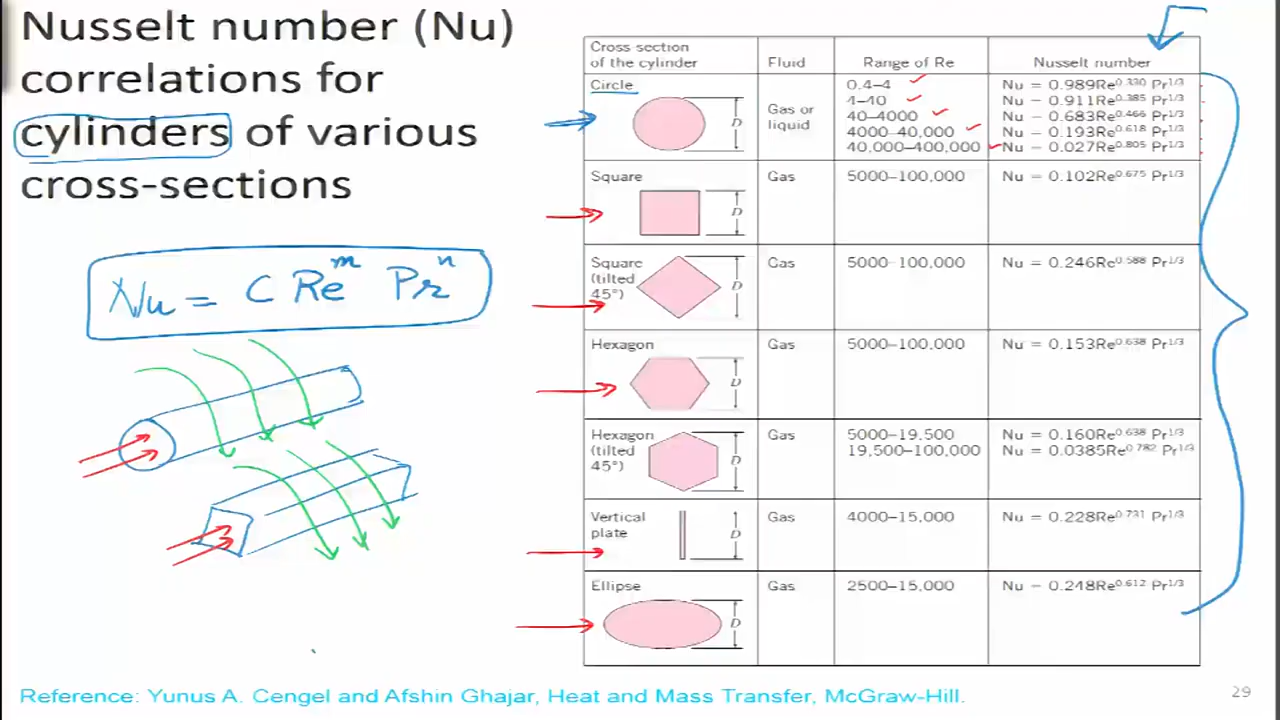 Nusselt number (Nu)
correlations for
cylinders of various
cross-sections
Nu = C Re^m Pr^n
Cross section
of the cylinder
Fluid
Range of Re
Nusselt number
Circle
D
Gas or
liquid
0.4–4
4–40
40–4000
4000–40,000
40,000–400,000
Nu = 0.989Re^0.330 Pr^1/3
Nu = 0.911Re^0.385 Pr^1/3
Nu = 0.683Re^0.466 Pr^1/3
Nu = 0.193Re^0.618 Pr^1/3
Nu = 0.027Re^0.805 Pr^1/3
Square
D
Gas
5000–100,000
Nu = 0.102Re^0.675 Pr^1/3
Square
(tilted
45°)
D
Gas
5000–100,000
Nu = 0.246Re^0.588 Pr^1/3
Hexagon
D
Gas
5000–100,000
Nu = 0.153Re^0.638 Pr^1/3
Hexagon
(tilted
45°)
D
Gas
5000–19,500
19,500–100,000
Nu = 0.160Re^0.638 Pr^1/3
Nu = 0.0385Re^0.782 Pr^1/3
Vertical
plate
D
Gas
4000–15,000
Nu = 0.228Re^0.731 Pr^1/3
Ellipse
D
Gas
2500–15,000
Nu = 0.248Re^0.612 Pr^1/3
Reference: Yunus A. Cengel and Afshin Ghajar, Heat and Mass Transfer, McGraw-Hill.
29